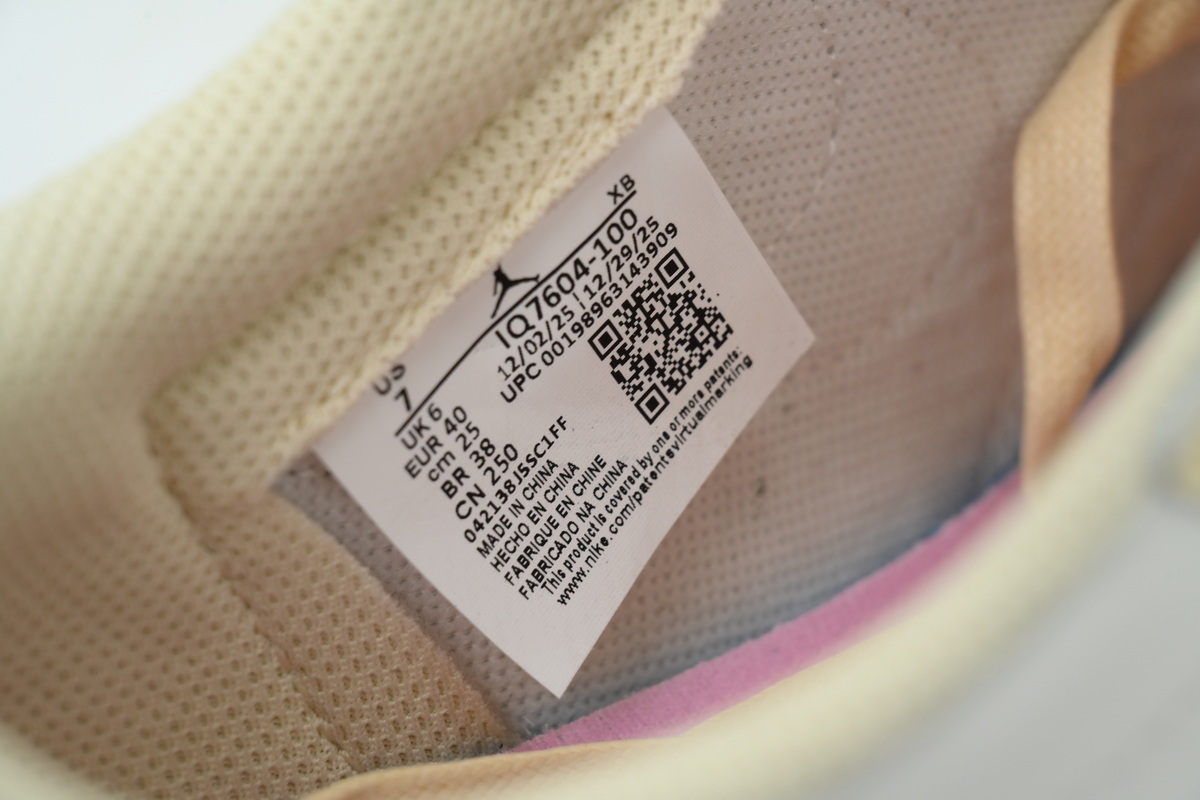 XB
US
7
IQ7604-100
12/02/25 | 12/29/25
UPC 00198963143909
UK 6
EUR 40
cm 25
BR 38
CN 250
042138J5SC1FF
MADE IN CHINA
HECHO EN CHINA
FABRIQUE EN CHINE
FABRICADO NA CHINA
This product is covered by one or more patents:
www.nike.com/patentsvirtualmarking